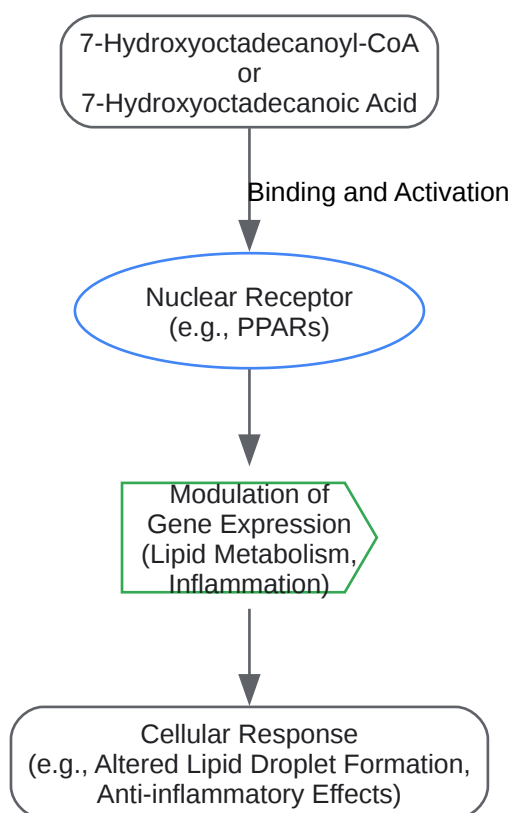 7-Hydroxyoctadecanoyl-CoA
or
7-Hydroxyoctadecanoic Acid
Binding and Activation
Nuclear Receptor
(e.g., PPARs)
Modulation of
Gene Expression
(Lipid Metabolism,
Inflammation)
Cellular Response
(e.g., Altered Lipid Droplet Formation,
Anti-inflammatory Effects)